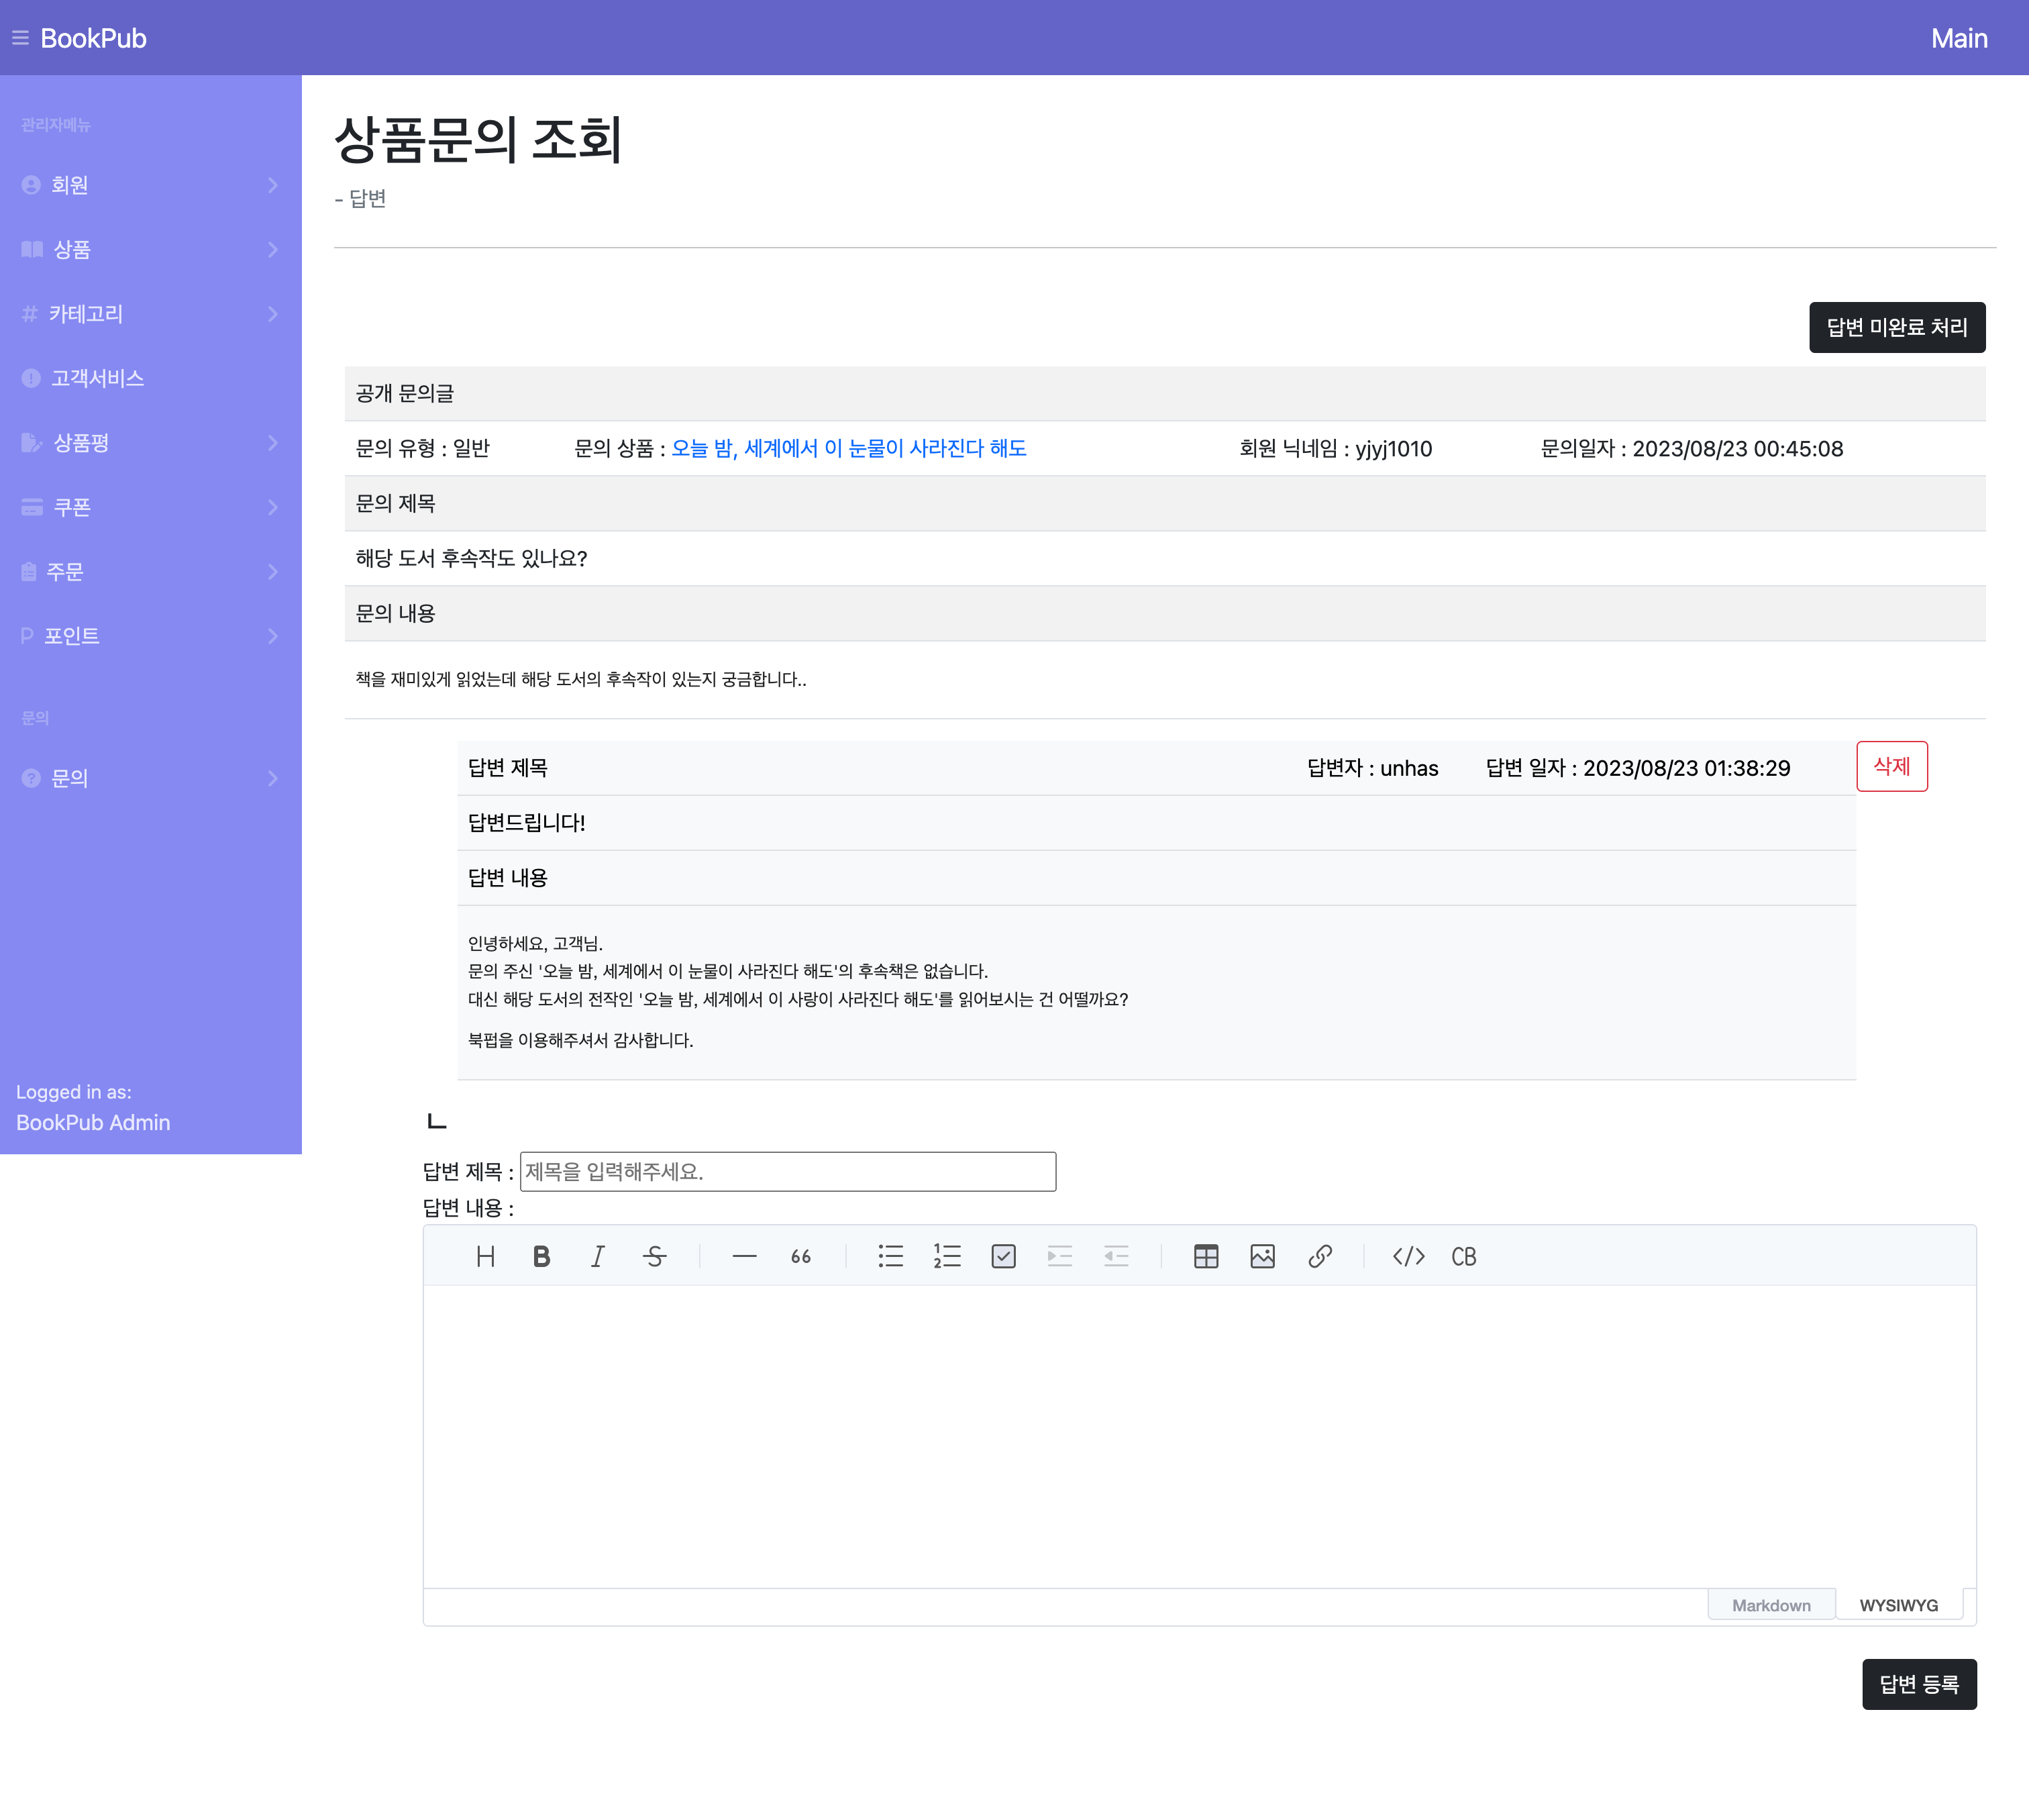 BookPub
Main
관리자메뉴
회원
상품
# 카테고리
고객서비스
상품평
쿠폰
주문
P 포인트
문의
문의
Logged in as:
BookPub Admin
상품문의 조회
- 답변
답변 미완료 처리
공개 문의글
문의 유형 : 일반 문의 상품 : 오늘 밤, 세계에서 이 눈물이 사라진다 해도 회원 닉네임 : yjyj1010 문의일자 : 2023/08/23 00:45:08
문의 제목
해당 도서 후속작도 있나요?
문의 내용
책을 재미있게 읽었는데 해당 도서의 후속작이 있는지 궁금합니다..
답변 제목 답변자 : unhas 답변 일자 : 2023/08/23 01:38:29 삭제
답변드립니다!
답변 내용
인녕하세요, 고객님.
문의 주신 '오늘 밤, 세계에서 이 눈물이 사라진다 해도'의 후속책은 없습니다.
대신 해당 도서의 전작인 '오늘 밤, 세계에서 이 사랑이 사라진다 해도'를 읽어보시는 건 어떨까요?
북펍을 이용해주셔서 감사합니다.
ㄴ
답변 제목 : 제목을 입력해주세요.
답변 내용 :
H B I S 66 </> CB
Markdown WYSIWYG
답변 등록